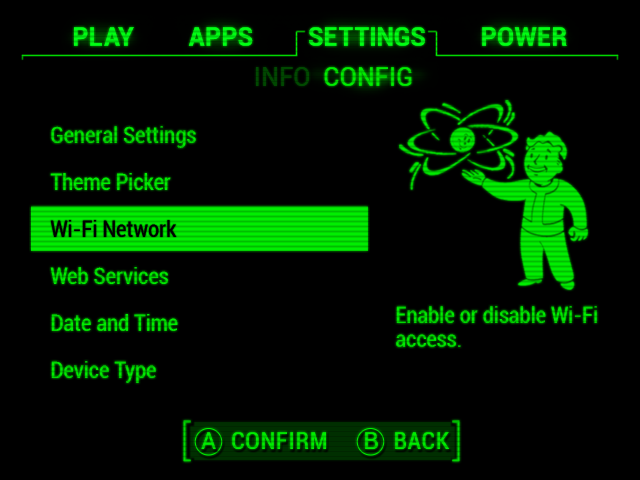 PLAY APPS SETTINGS POWER
INFO CONFIG
General Settings
Theme Picker
Wi-Fi Network
Web Services
Date and Time
Device Type
Enable or disable Wi-Fi
access.
A CONFIRM B BACK